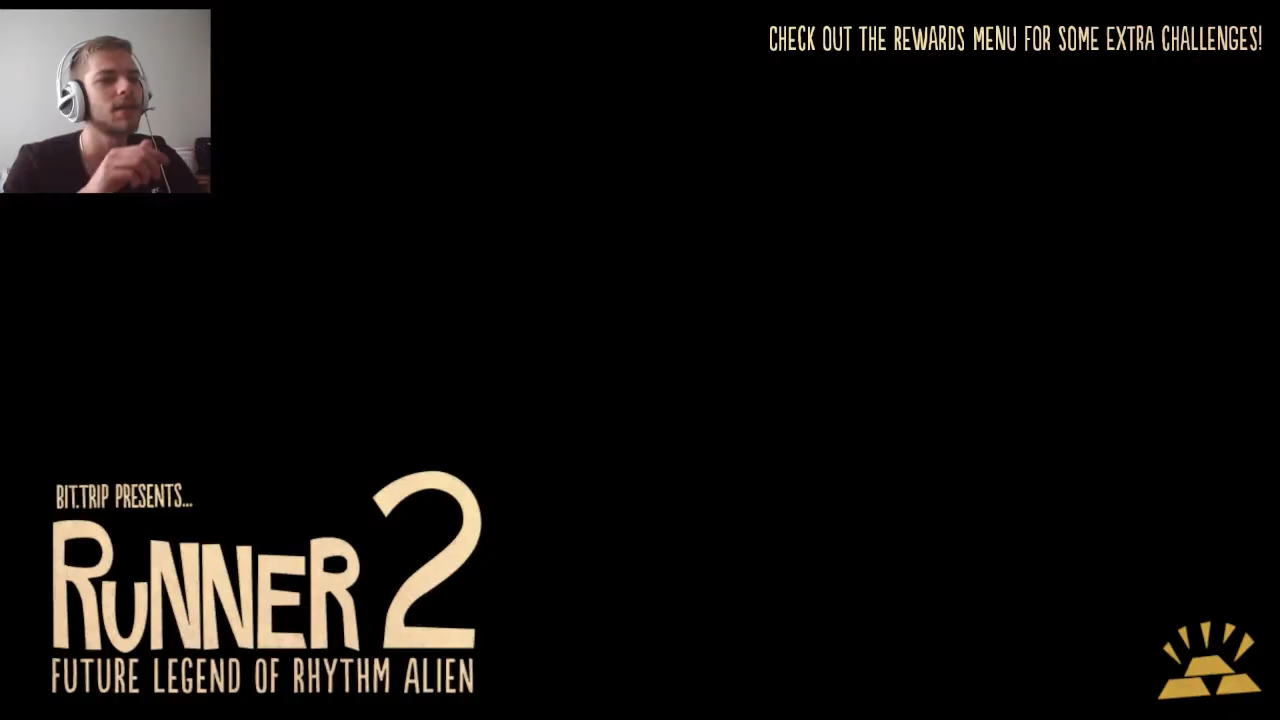 CHECK OUT THE REWARDS MENU FOR SOME EXTRA CHALLENGES!
BIT.TRIP PRESENTS...
RUNNER 2
FUTURE LEGEND OF RHYTHM ALIEN